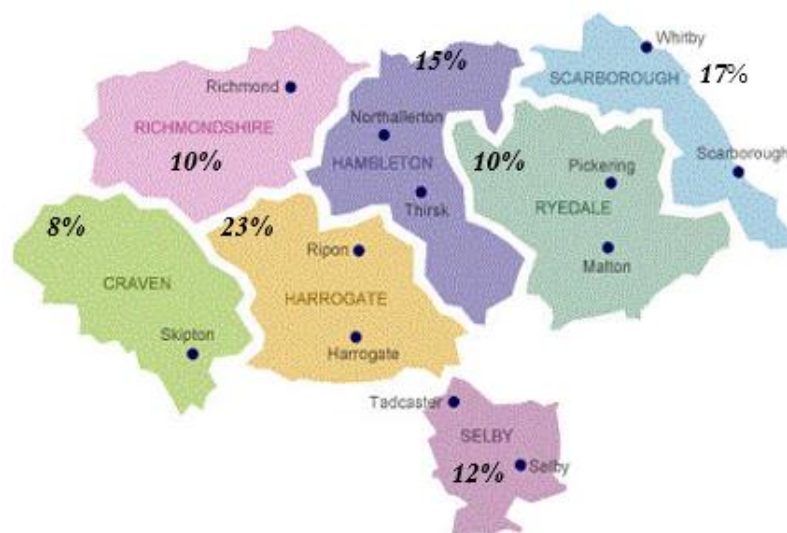 Whitby
15%
SCARBOROUGH
17%
Richmond
Northallerton
RICHMONDSHIRE
10%
HAMBLETON
10%
Pickering
Scarborough
Thirsk
RYEDALE
8%
23%
Ripon
Malton
CRAVEN
HARROGATE
Skipton
Harrogate
Tadcaster
SELBY
12%
Selby